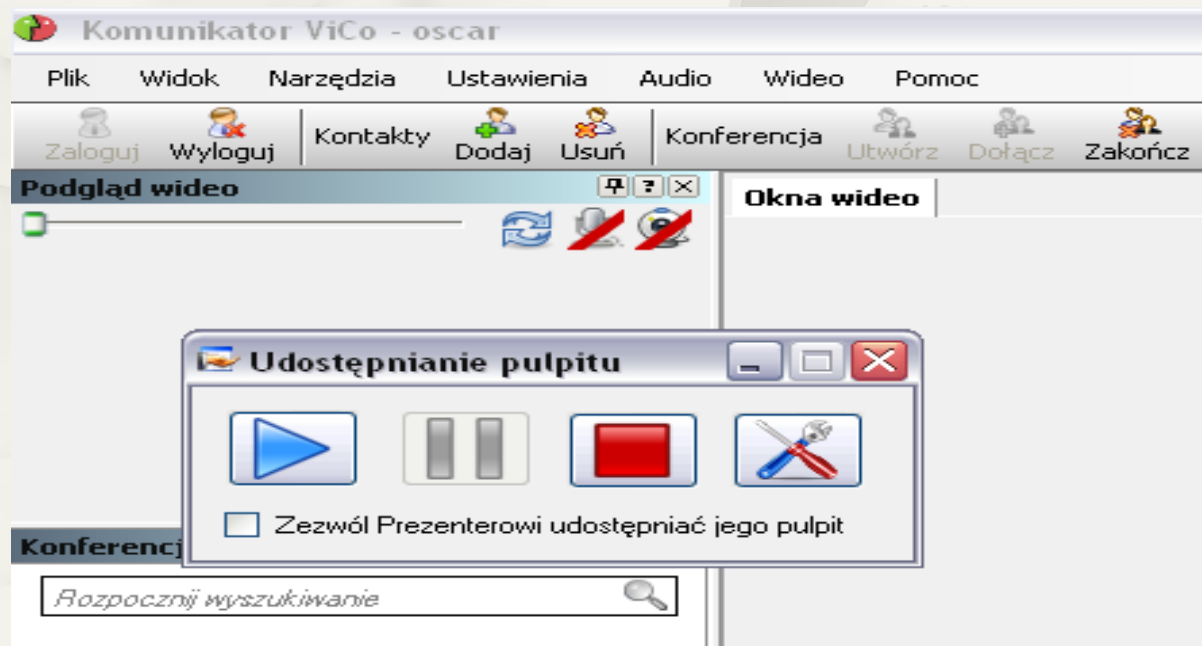 Komunikator ViCo - oscar
Plik Widok Narzędzia Ustawienia Audio Wideo Pomoc
Zaloguj Wyloguj Kontakty Dodaj Usuń Konferencja Utwórz Dołącz Zakończ
Podgląd wideo
Okna wideo
Udostępnianie pulpitu
Zezwól Prezenterowi udostępniać jego pulpit
Konferencj
Rozpocznij wyszukiwanie